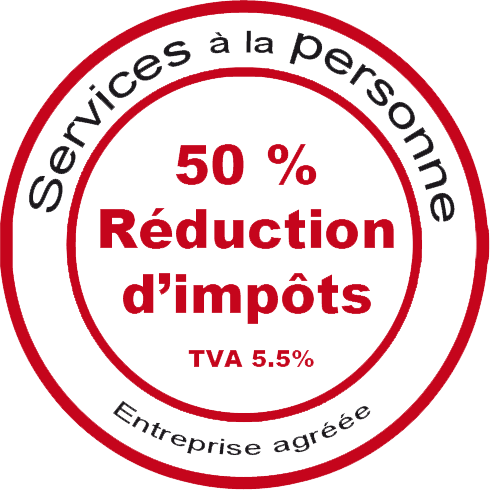 Services à la personne
50 %
Réduction
d’impôts
TVA 5.5%
Entreprise agréée